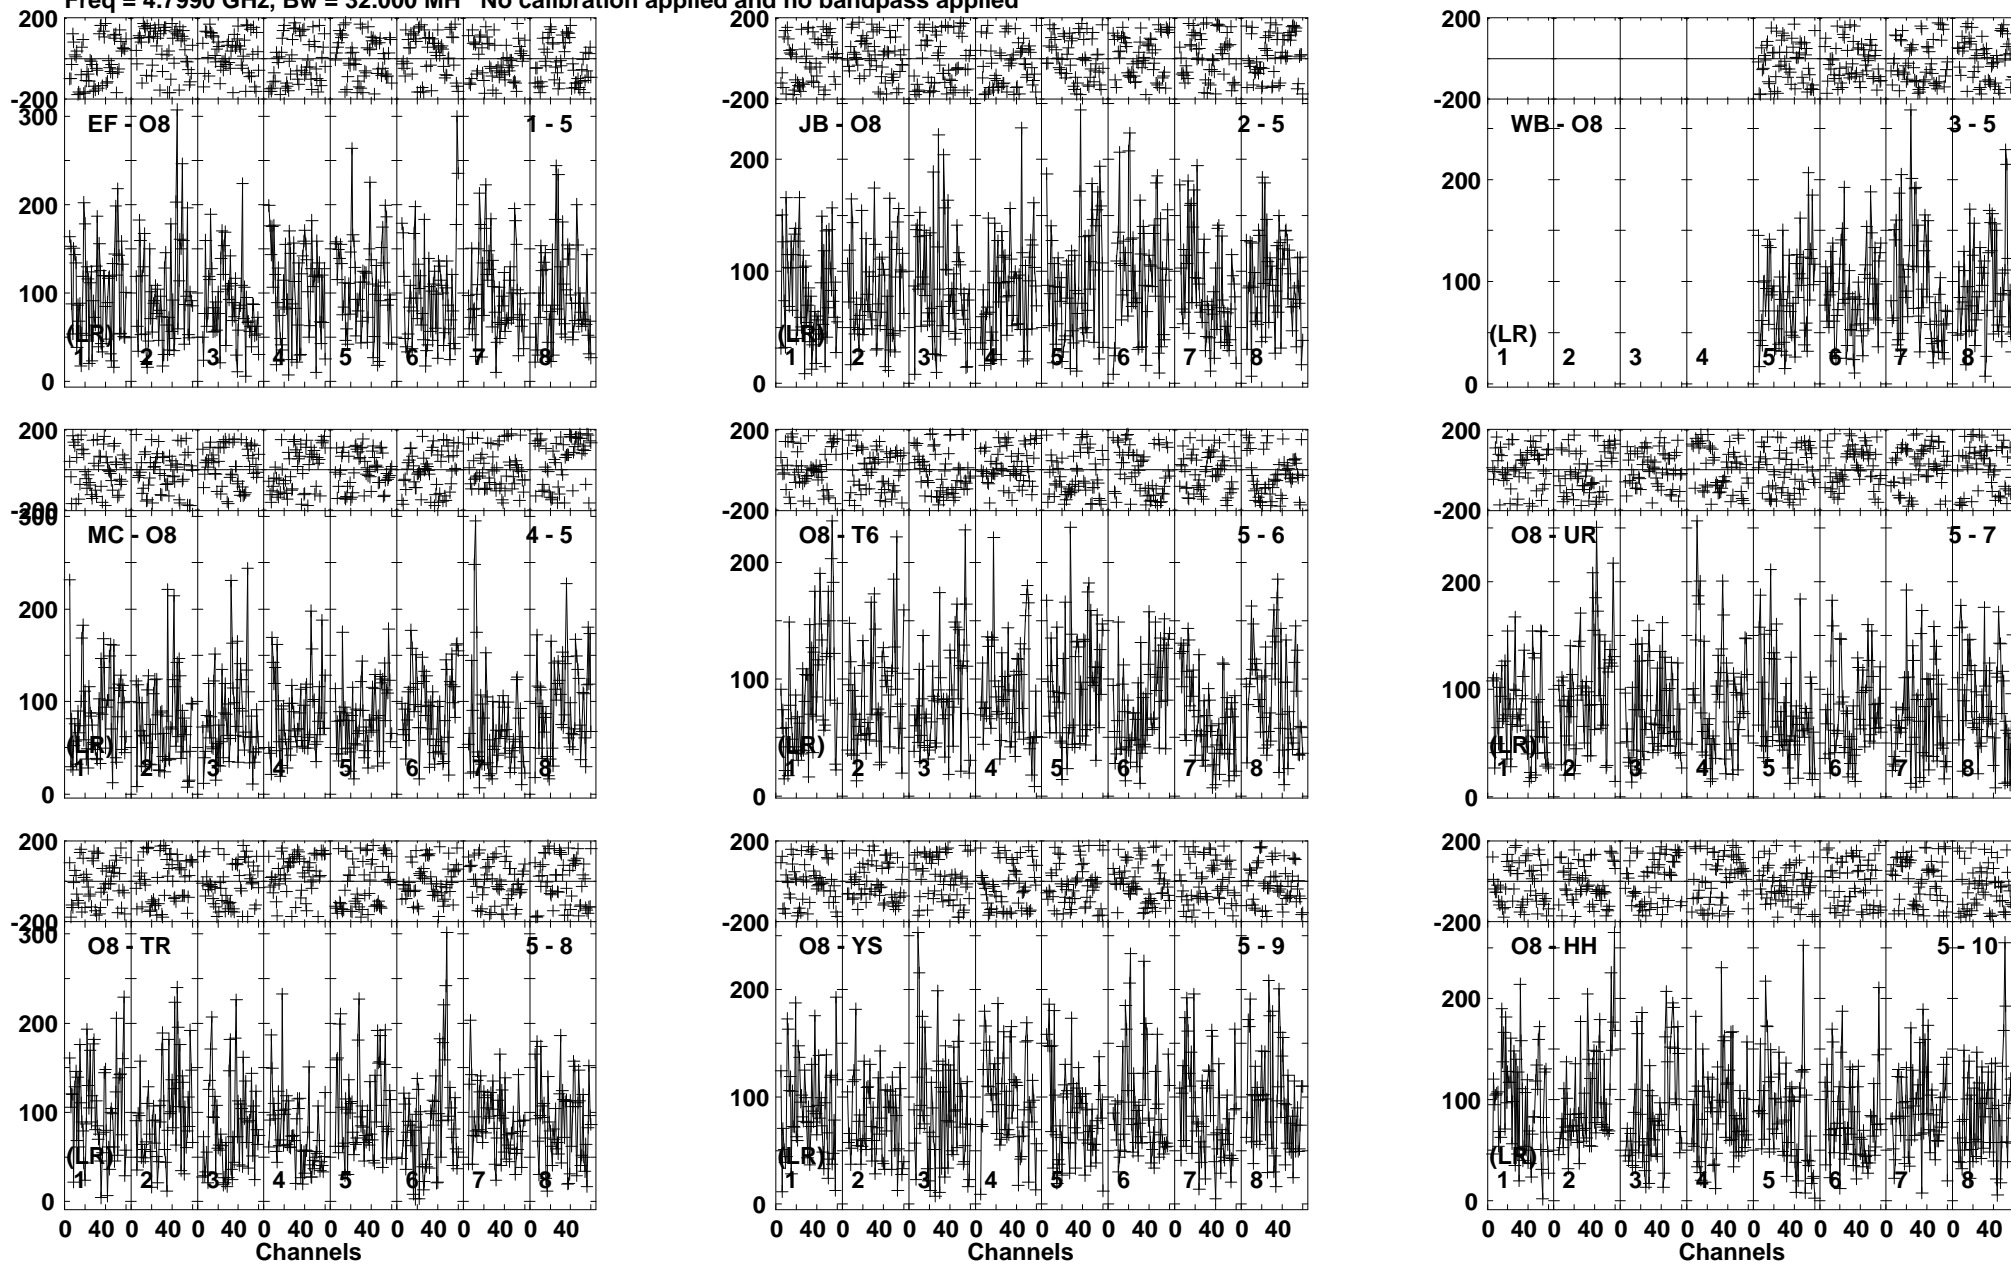 Freq = 4.7990 GHz, Bw = 32.000 MH No calibration applied and no bandpass applied
200 200 200
-200 -200 -200
300
EF - O8 1 - 5 JB - O8 2 - 5 WB - O8 3 - 5
200 200 200
100 100 100
(LR) (LR) (LR)
1 2 3 4 5 6 7 8 1 2 3 4 5 6 7 8 1 2 3 4 5 6 7 8
0 0 0
200 200 200
-200 -200 -200
300
MC - O8 4 - 5 O8 - T6 5 - 6 O8 - UR 5 - 7
200 200 200
100 100 100
(LR) (LR) (LR)
1 2 3 4 5 6 7 8 1 2 3 4 5 6 7 8 1 2 3 4 5 6 7 8
0 0 0
200 200 200
-200 -200 -200
300
O8 - TR 5 - 8 O8 - YS 5 - 9 O8 - HH 5 - 10
200 200 200
100 100 100
(LR) (LR) (LR)
1 2 3 4 5 6 7 8 1 2 3 4 5 6 7 8 1 2 3 4 5 6 7 8
0 0 0
0 40 0 40 0 40 0 40 0 40 0 40 0 40 0 40 0 40 0 40 0 40 0 40 0 40 0 40 0 40 0 40 0 40 0 40 0 40 0 40 0 40 0 40 0 40 0 40
Channels Channels Channels